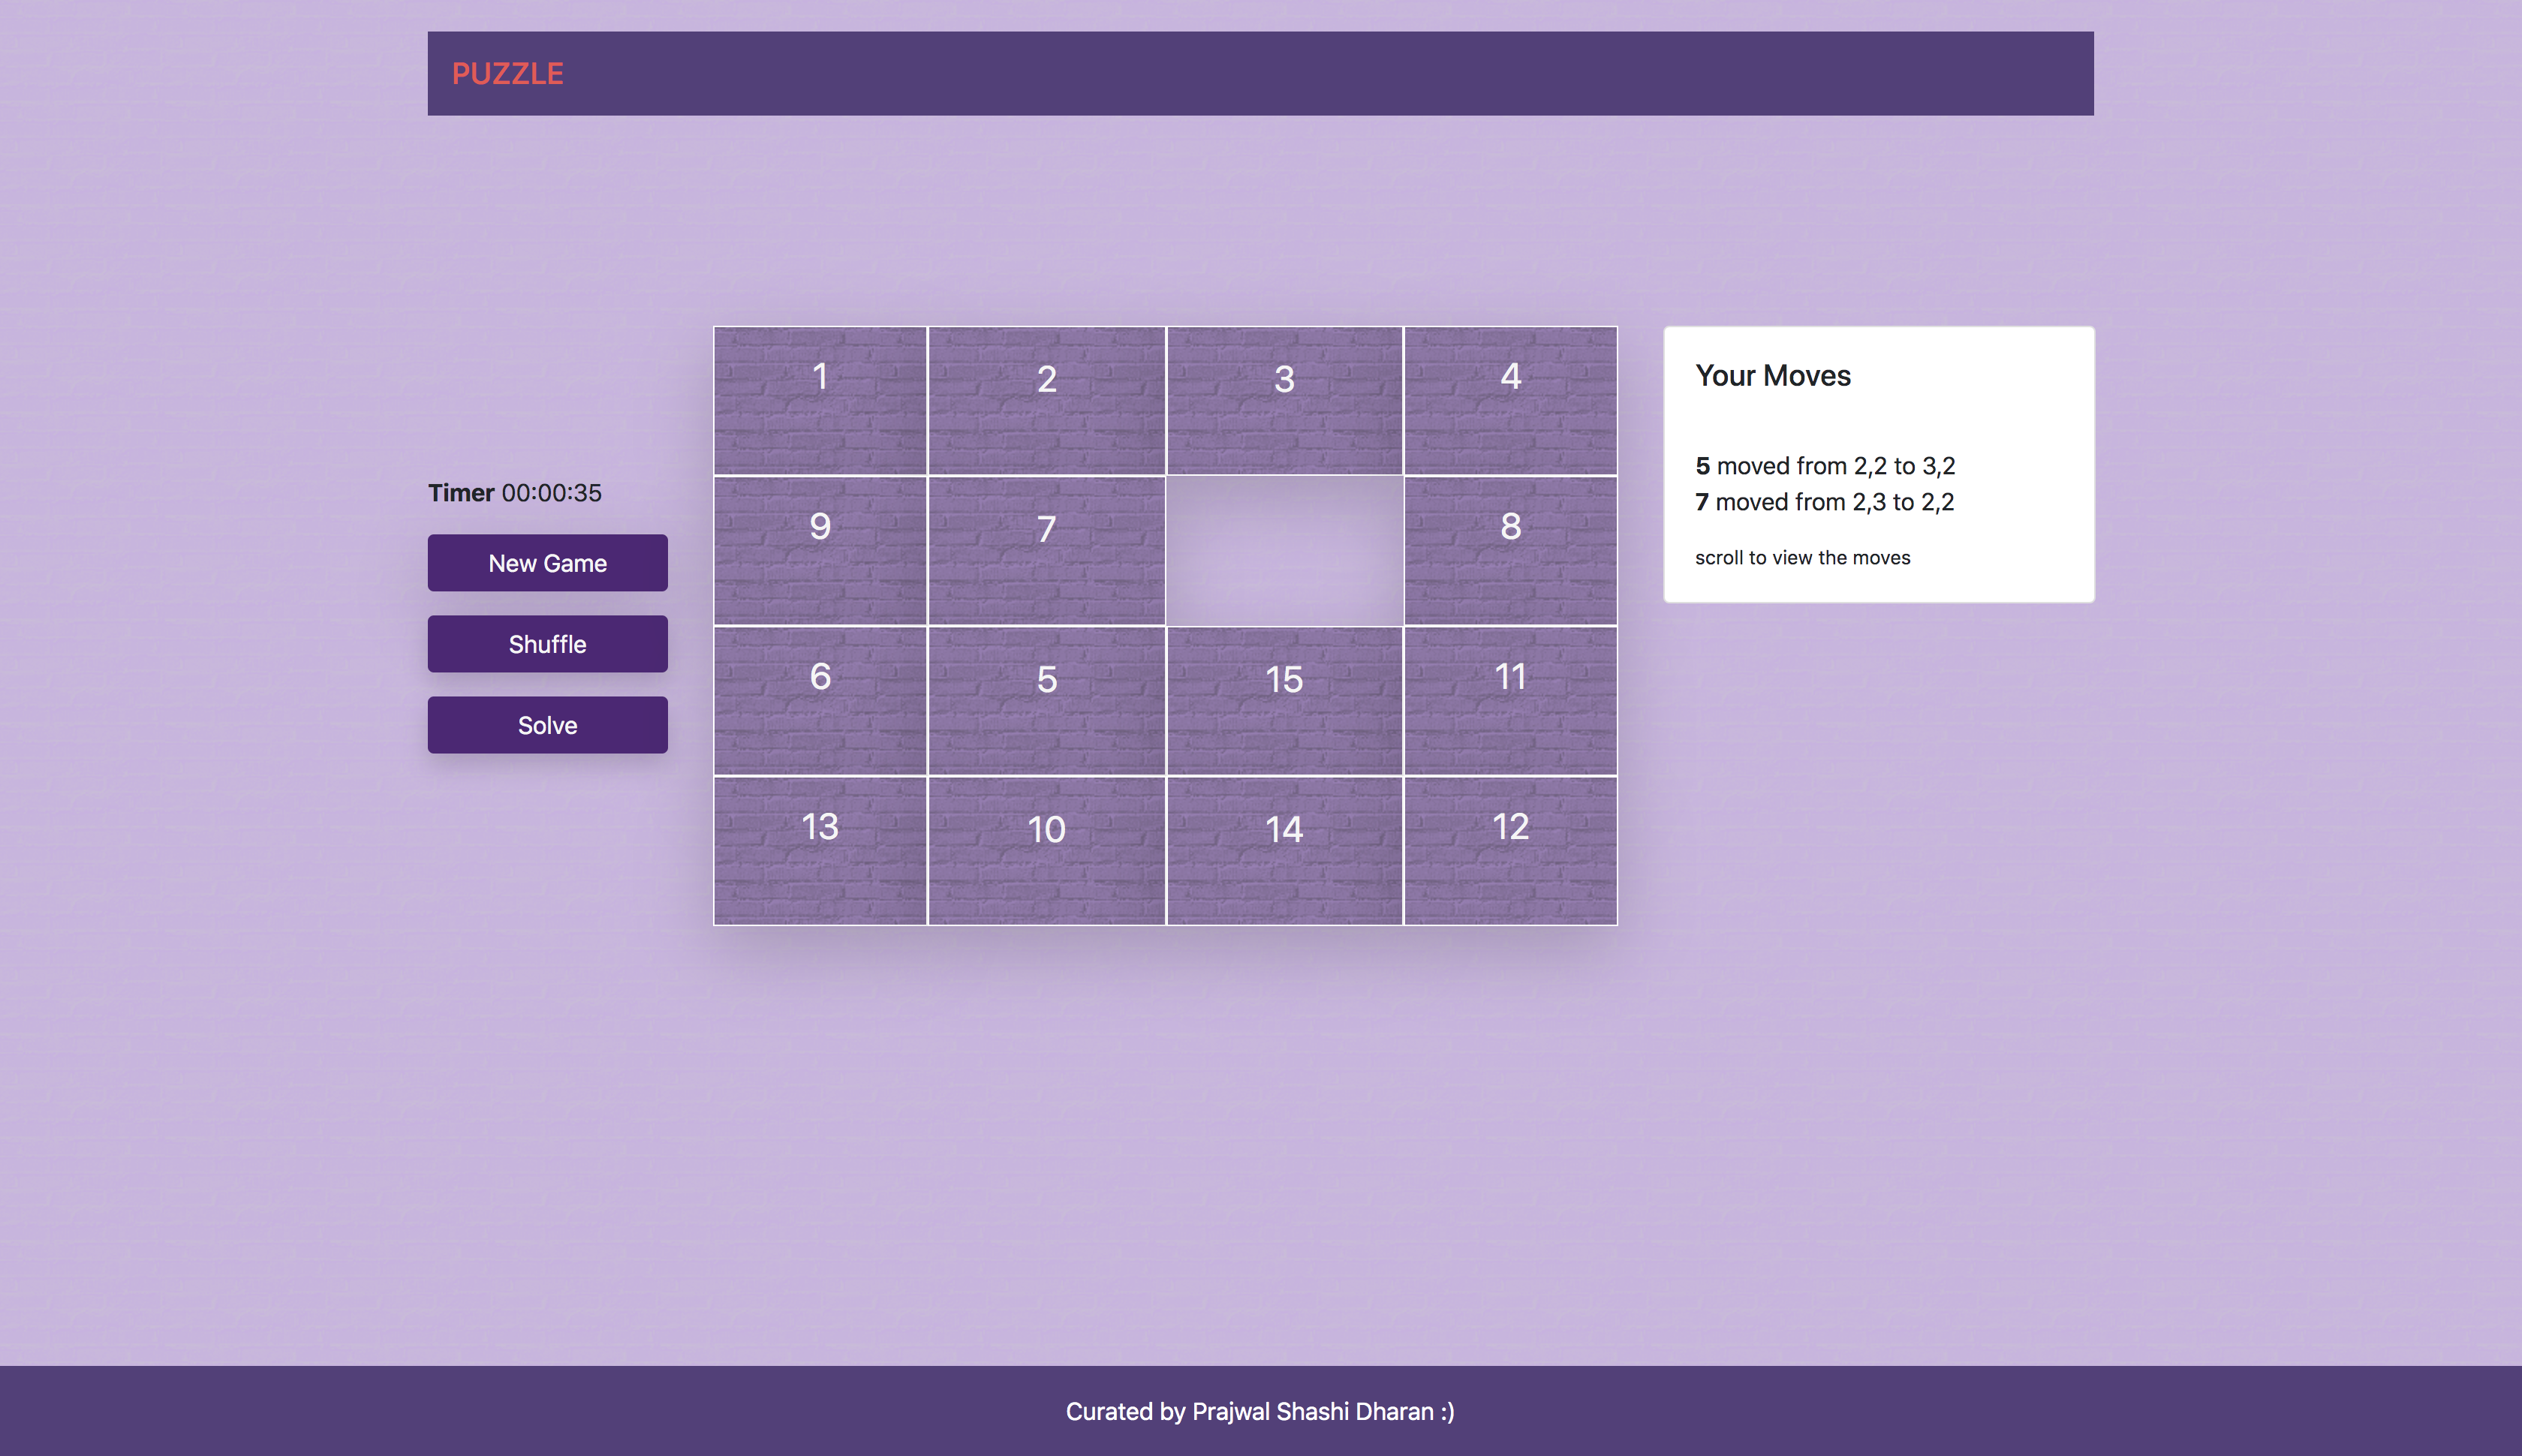 PUZZLE
Timer 00:00:35
New Game
Shuffle
Solve
1 2 3 4
9 7 8
6 5 15 11
13 10 14 12
Your Moves
5 moved from 2,2 to 3,2
7 moved from 2,3 to 2,2
scroll to view the moves
Curated by Prajwal Shashi Dharan :)